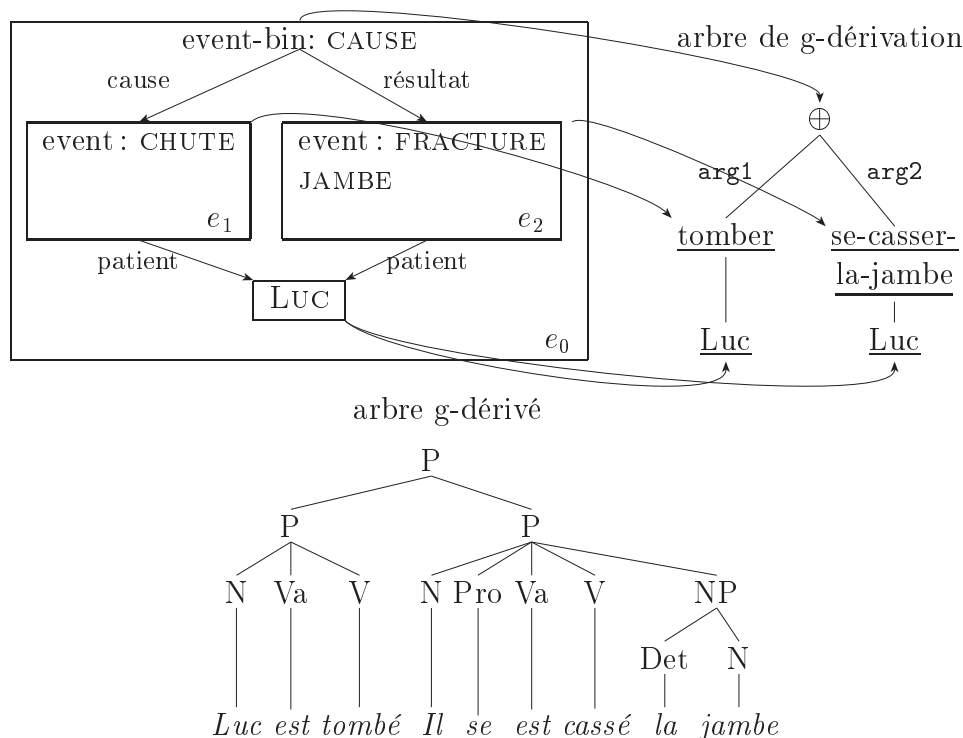 event-bin: CAUSE
arbre de g-dérivation
cause
résultat
⊕
event : CHUTE
event : FRACTURE
JAMBE
arg1
arg2
e1
e2
tomber
se-casser-
la-jambe
patient
patient
LUC
e0
Luc
Luc
arbre g-dérivé
P
P
P
N Va V N Pro Va V NP
Det N
Luc est tombé Il se est cassé la jambe